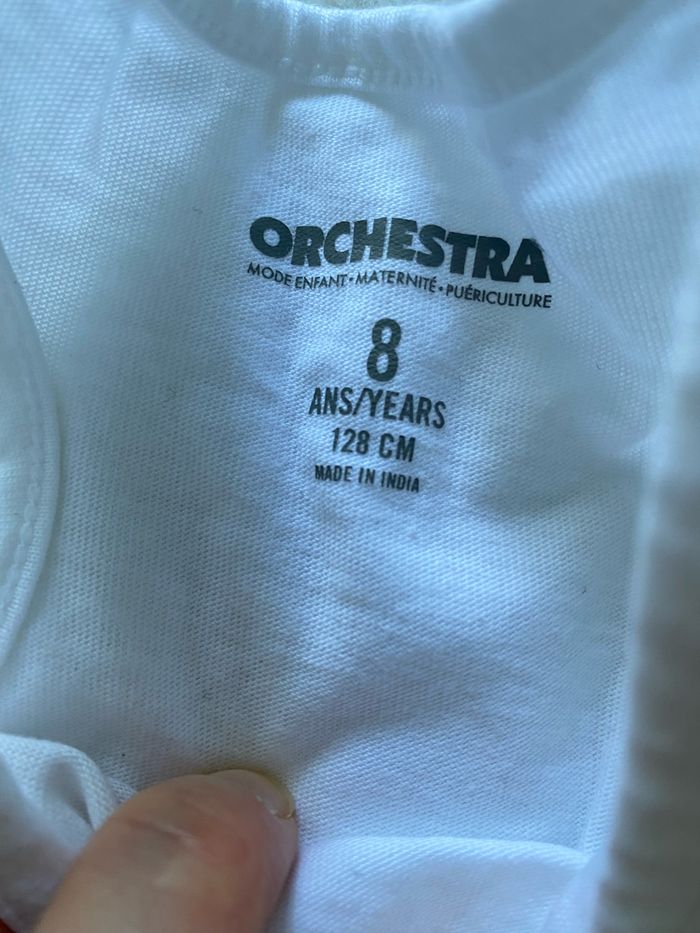 ORCHESTRA
MODE ENFANT • MATERNITÉ • PUÉRICULTURE
8
ANS/YEARS
128 CM
MADE IN INDIA